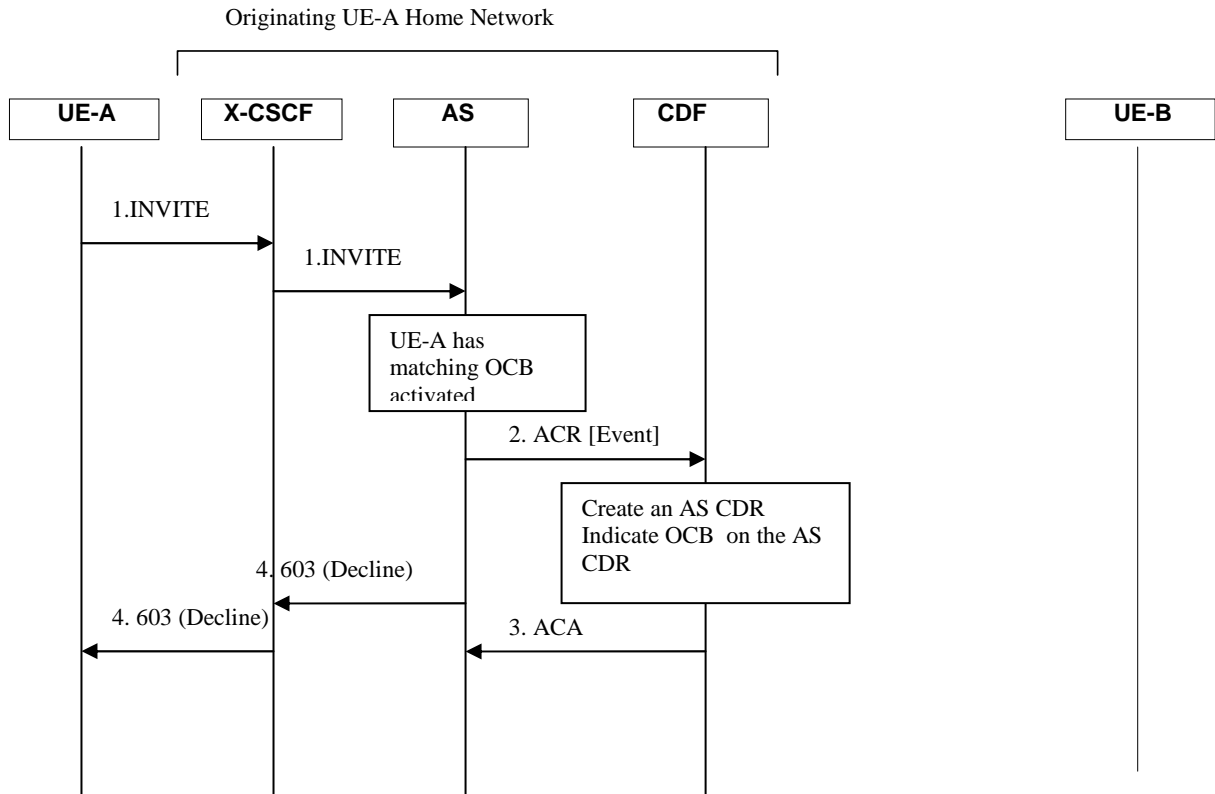 Originating UE-A Home Network
UE-A
X-CSCF
AS
CDF
UE-B
1.INVITE
1.INVITE
UE-A has
matching OCB
activated
2. ACR [Event]
Create an AS CDR
Indicate OCB on the AS
CDR
4. 603 (Decline)
4. 603 (Decline)
3. ACA